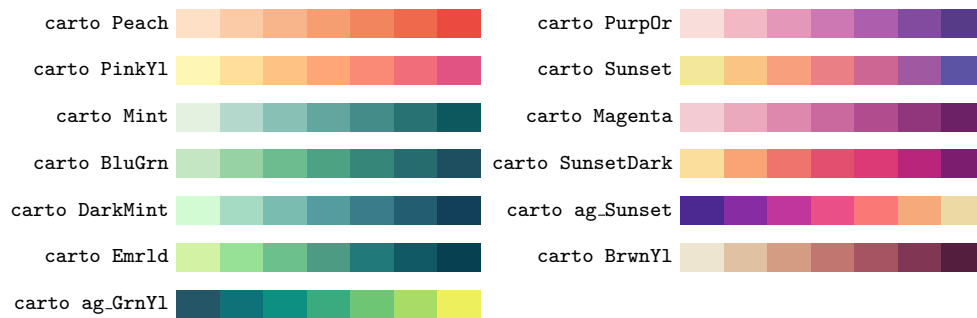 carto Peach
carto PinkYl
carto Mint
carto BluGrn
carto DarkMint
carto Emrld
carto ag_GrnYl
carto PurpOr
carto Sunset
carto Magenta
carto SunsetDark
carto ag_Sunset
carto BrwnYl